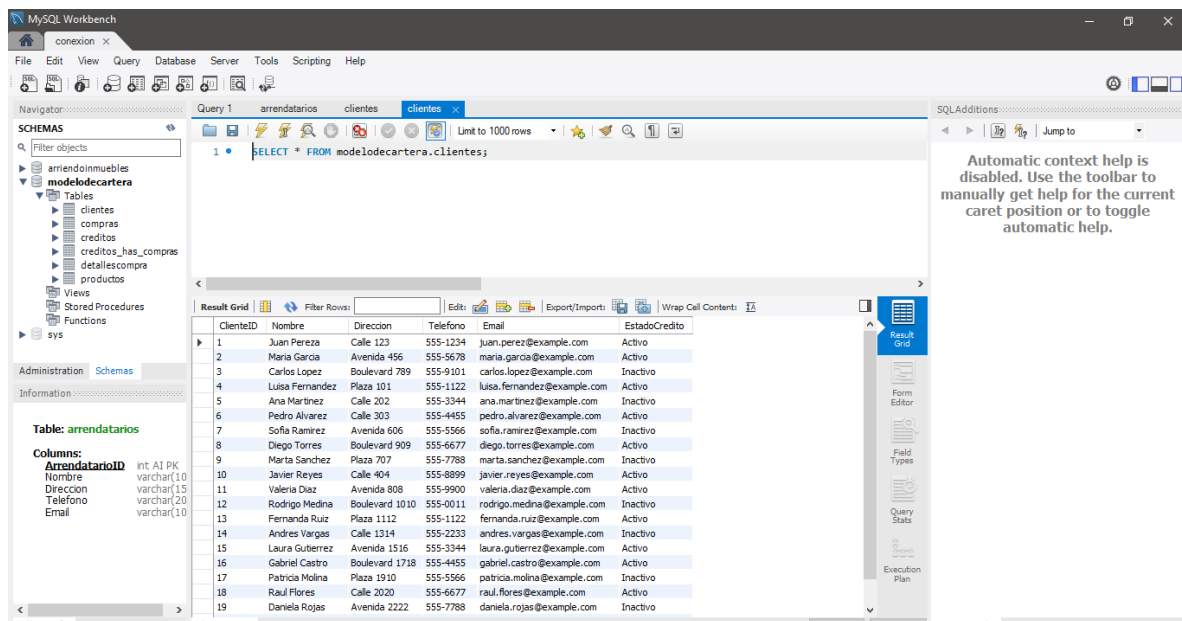 MySQL Workbench
conexion
File Edit View Query Database Server Tools Scripting Help
Navigator
SCHEMAS
Filter objects
arriendoinmuebles
modelodecartera
Tables
clientes
compras
creditos
creditos_has_compras
detallescompra
productos
Views
Stored Procedures
Functions
sys
Administration Schemas
Information
Table: arrendatarios
Columns:
ArrendatarioID int AI PK
Nombre varchar(10
Direccion varchar(15
Telefono varchar(20
Email varchar(10
Query 1 arrendatarios clientes clientes
Limit to 1000 rows
1 SELECT * FROM modelodecartera.clientes;
Result Grid Filter Rows: Edit: Export/Import: Wrap Cell Content:
ClienteID Nombre Direccion Telefono Email EstadoCredito
1 Juan Pereza Calle 123 555-1234 juan.perez@example.com Activo
2 Maria Garcia Avenida 456 555-5678 maria.garcia@example.com Activo
3 Carlos Lopez Boulevard 789 555-9101 carlos.lopez@example.com Inactivo
4 Luisa Fernandez Plaza 101 555-1122 luisa.fernandez@example.com Activo
5 Ana Martinez Calle 202 555-3344 ana.martinez@example.com Inactivo
6 Pedro Alvarez Calle 303 555-4455 pedro.alvarez@example.com Activo
7 Sofia Ramirez Avenida 606 555-5566 sofia.ramirez@example.com Inactivo
8 Diego Torres Boulevard 909 555-6677 diego.torres@example.com Activo
9 Marta Sanchez Plaza 707 555-7788 marta.sanchez@example.com Inactivo
10 Javier Reyes Calle 404 555-8899 javier.reyes@example.com Activo
11 Valeria Diaz Avenida 808 555-9900 valeria.diaz@example.com Activo
12 Rodrigo Medina Boulevard 1010 555-0011 rodrigo.medina@example.com Inactivo
13 Fernanda Ruiz Plaza 1112 555-1122 fernanda.ruiz@example.com Activo
14 Andres Vargas Calle 1314 555-2233 andres.vargas@example.com Inactivo
15 Laura Gutierrez Avenida 1516 555-3344 laura.gutierrez@example.com Activo
16 Gabriel Castro Boulevard 1718 555-4455 gabriel.castro@example.com Activo
17 Patricia Molina Plaza 1910 555-5566 patricia.molina@example.com Inactivo
18 Raul Flores Calle 2020 555-6677 raul.flores@example.com Activo
19 Daniela Rojas Avenida 2222 555-7788 daniela.rojas@example.com Inactivo
Result Grid
Form Editor
Field Types
Query Stats
Execution Plan
SQLAdditions
Jump to
Automatic context help is
disabled. Use the toolbar to
manually get help for the current
caret position or to toggle
automatic help.